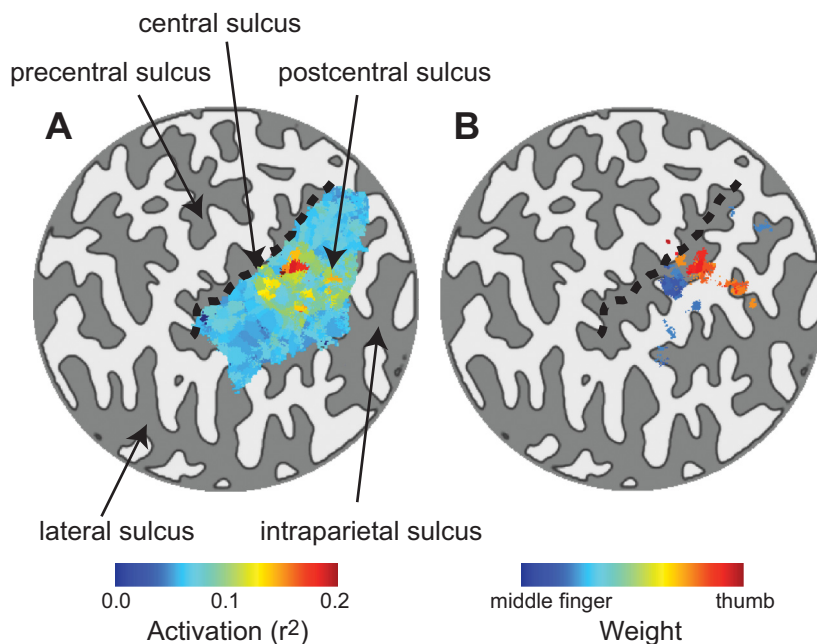 central sulcus
precentral sulcus
postcentral sulcus
A
B
lateral sulcus
intraparietal sulcus
0.0
0.1
0.2
Activation (r²)
middle finger
thumb
Weight